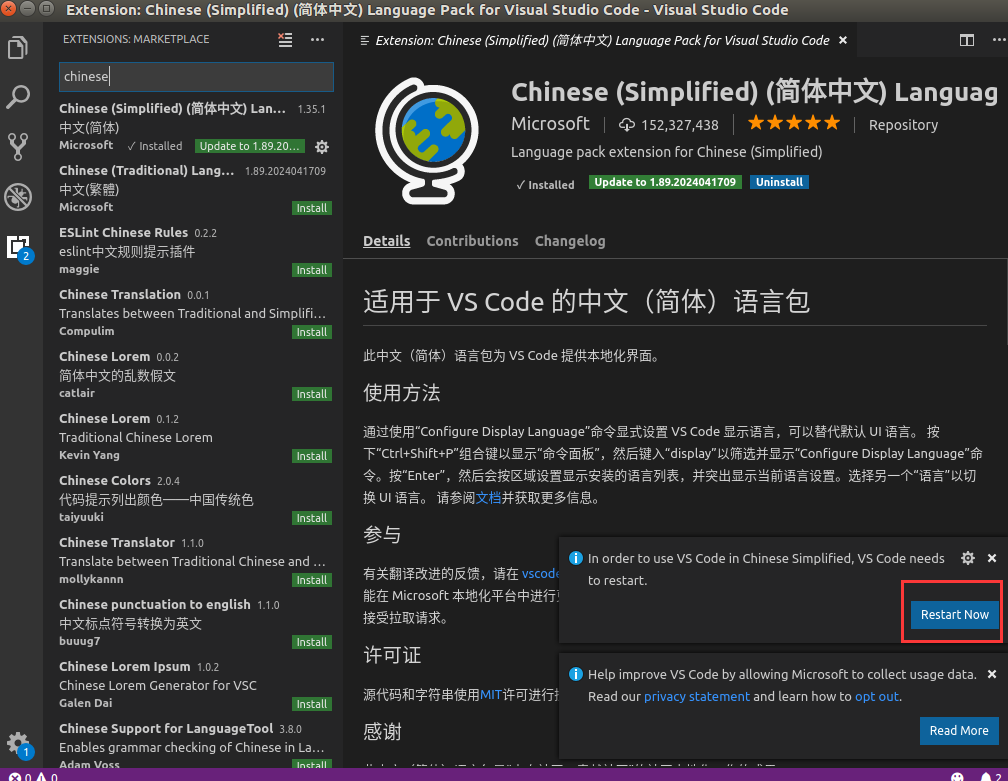 Extension: Chinese (Simplified) (简体中文) Language Pack for Visual Studio Code - Visual Studio Code
EXTENSIONS: MARKETPLACE
chinese
Chinese (Simplified) (简体中文) Lan... 1.35.1
中文(简体)
Microsoft ✓ Installed Update to 1.89.20...
Chinese (Traditional) Lang... 1.89.2024041709
中文(繁體)
Microsoft Install
ESLint Chinese Rules 0.2.2
eslint中文规则提示插件
maggie Install
Chinese Translation 0.0.1
Translates between Traditional and Simplifi...
Compulim Install
Chinese Lorem 0.0.2
简体中文的乱数假文
catlair Install
Chinese Lorem 0.1.2
Traditional Chinese Lorem
Kevin Yang Install
Chinese Colors 2.0.4
代码提示列出颜色——中国传统色
taiyuuki Install
Chinese Translator 1.1.0
Translate between Traditional Chinese and ...
mollykannn Install
Chinese punctuation to english 1.1.0
中文标点符号转换为英文
buuug7 Install
Chinese Lorem Ipsum 1.0.2
Chinese Lorem Generator for VSC
Galen Dai Install
Chinese Support for LanguageTool 3.8.0
Enables grammar checking of Chinese in La...
Adam Voss Install
2
1
Extension: Chinese (Simplified) (简体中文) Language Pack for Visual Studio Code
Chinese (Simplified) (简体中文) Languag
Microsoft 152,327,438 Repository
Language pack extension for Chinese (Simplified)
✓ Installed Update to 1.89.2024041709 Uninstall
Details Contributions Changelog
适用于 VS Code 的中文（简体）语言包
此中文（简体）语言包为 VS Code 提供本地化界面。
使用方法
通过使用“Configure Display Language”命令显式设置 VS Code 显示语言，可以替代默认 UI 语言。 按
下“Ctrl+Shift+P”组合键以显示“命令面板”，然后键入“display”以筛选并显示“Configure Display Language”命
令。按“Enter”，然后会按区域设置显示安装的语言列表，并突出显示当前语言设置。选择另一个“语言”以切
换 UI 语言。 请参阅文档并获取更多信息。
参与
有关翻译改进的反馈，请在 vscode
能在 Microsoft 本地化平台中进行
接受拉取请求。
许可证
源代码和字符串使用MIT许可进行
感谢
In order to use VS Code in Chinese Simplified, VS Code needs
to restart.
Restart Now
Help improve VS Code by allowing Microsoft to collect usage data.
Read our privacy statement and learn how to opt out.
Read More
0 0
2